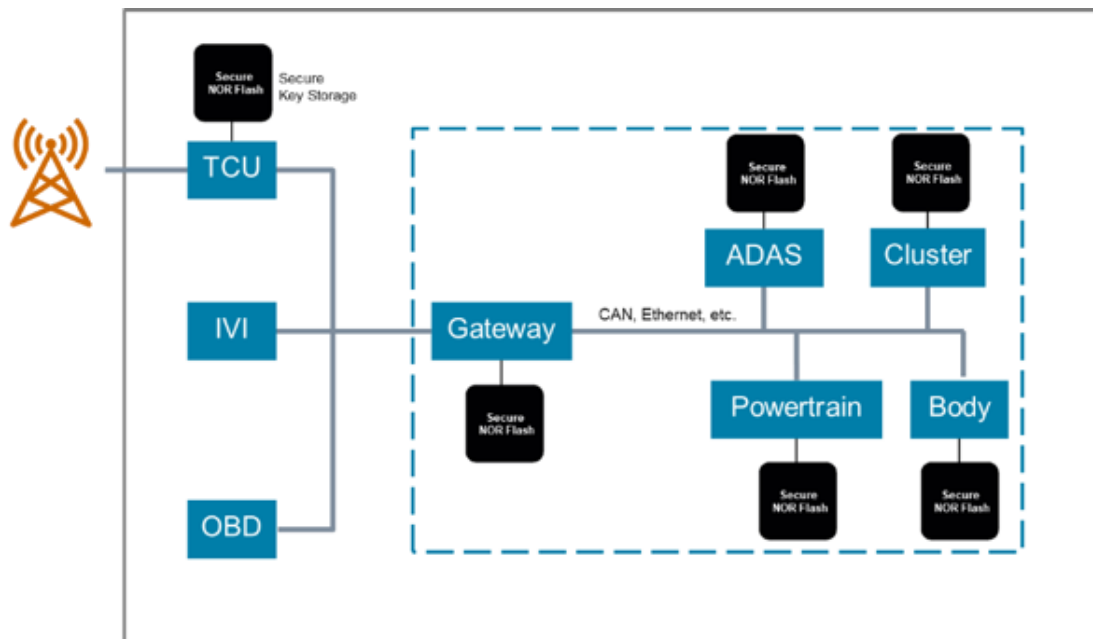 Secure
NOR Flash
Secure
Key Storage
TCU
Secure
NOR Flash
Secure
NOR Flash
ADAS
Cluster
IVI
Gateway
CAN, Ethernet, etc.
Secure
NOR Flash
Powertrain
Body
Secure
NOR Flash
Secure
NOR Flash
OBD